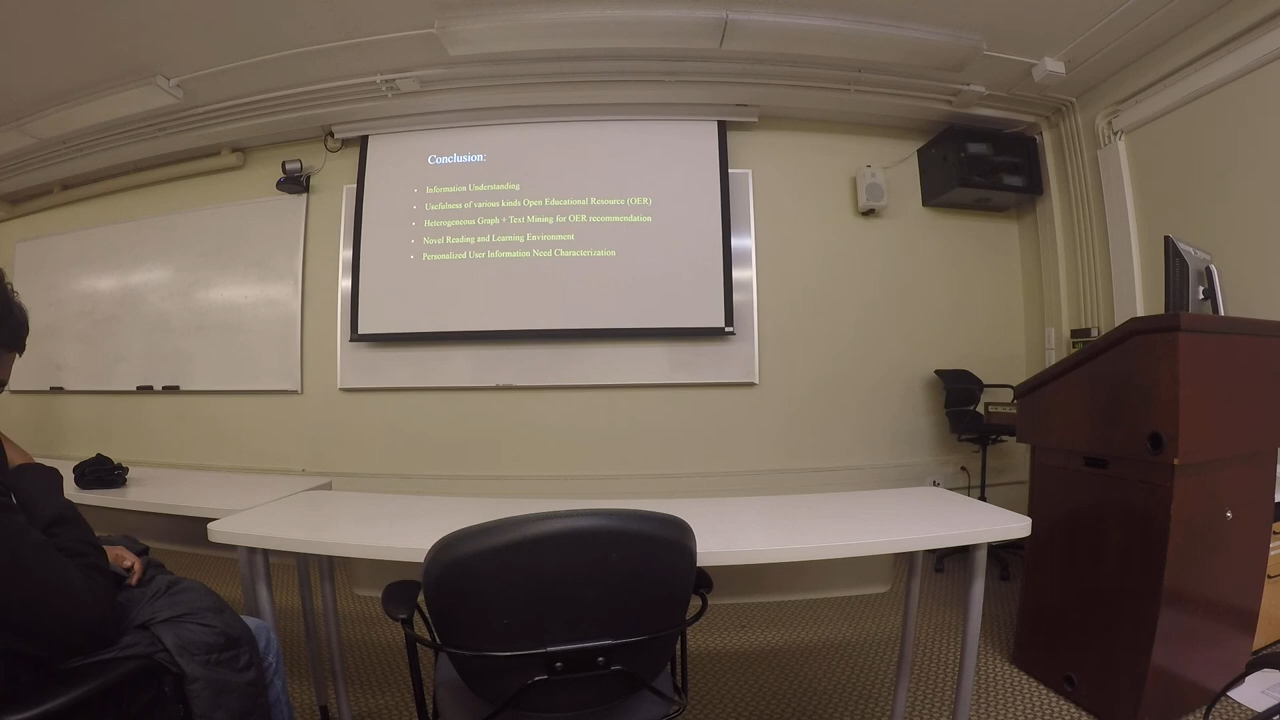 Conclusion:
• Information Understanding
• Usefulness of various kinds Open Educational Resource (OER)
• Heterogeneous Graph + Text Mining for OER recommendation
• Novel Reading and Learning Environment
• Personalized User Information Need Characterization